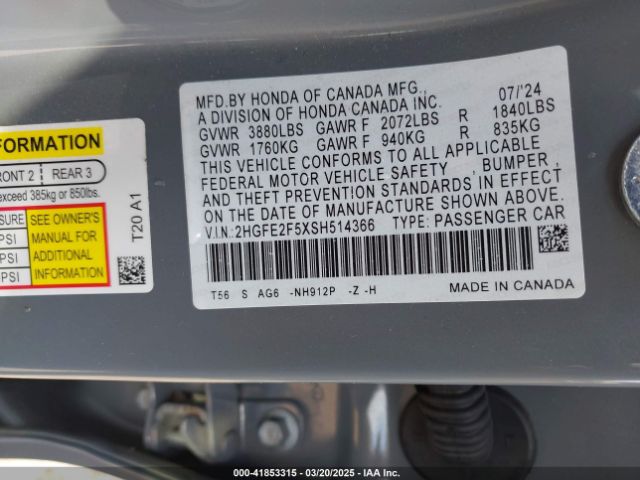 FORMATION
RONT 2 REAR 3
exceed 385kg or 850lbs.
SURE SEE OWNER'S
PSI MANUAL FOR
PSI ADDITIONAL
PSI INFORMATION
T20 A1
MFD.BY HONDA OF CANADA MFG., 07/'24
A DIVISION OF HONDA CANADA INC.
GVWR 3880LBS GAWR F 2072LBS R 1840LBS
GVWR 1760KG GAWR F 940KG R 835KG
THIS VEHICLE CONFORMS TO ALL APPLICABLE
FEDERAL MOTOR VEHICLE SAFETY, BUMPER,
AND THEFT PREVENTION STANDARDS IN EFFECT
ON THE DATE OF MANUFACTURE SHOWN ABOVE.
V.I.N:2HGFE2F5XSH514366 TYPE: PASSENGER CAR
T56 S AG6 -NH912P -Z -H
MADE IN CANADA
000-41853315 | 03/20/2025 | IAA Inc.